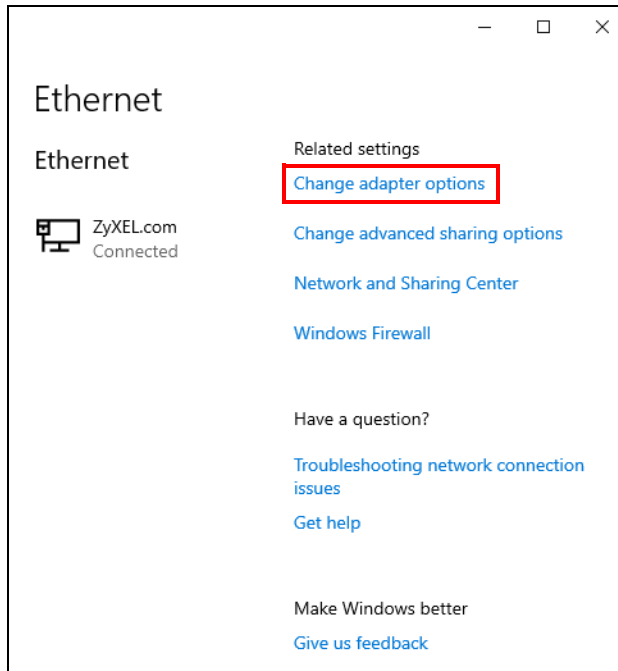 Ethernet
Ethernet
ZyXEL.com
Connected
Related settings
Change adapter options
Change advanced sharing options
Network and Sharing Center
Windows Firewall
Have a question?
Troubleshooting network connection
issues
Get help
Make Windows better
Give us feedback